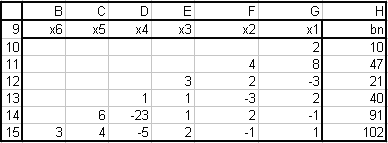 B C D E F G H
9 x6 x5 x4 x3 x2 x1 bn
10 2 10
11 4 8 47
12 3 2 -3 21
13 1 1 -3 2 40
14 6 -23 1 2 -1 91
15 3 4 -5 2 -1 1 102